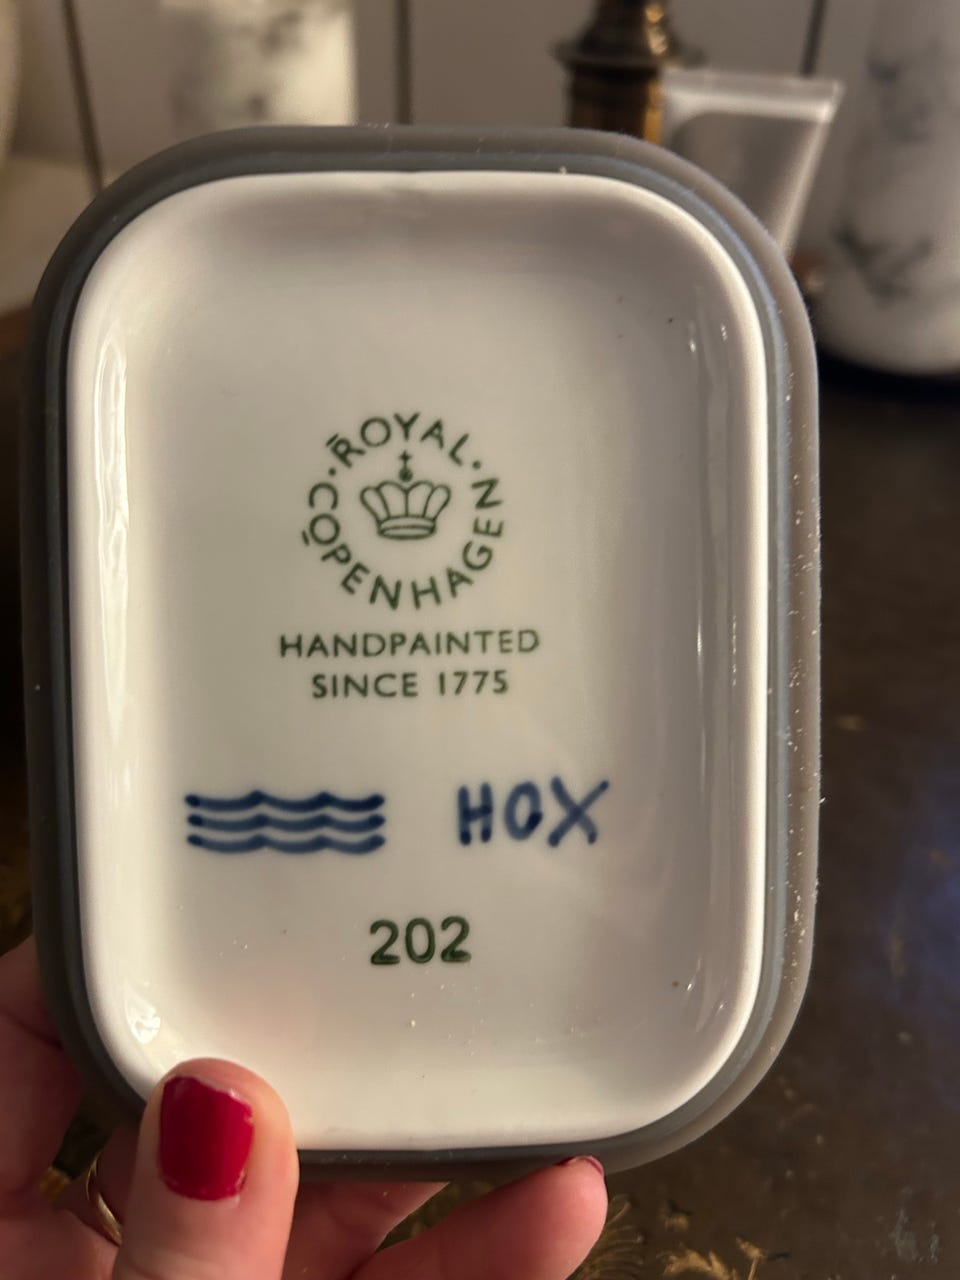 ROYAL
COPENHAGEN
HANDPAINTED
SINCE 1775
HOX
202